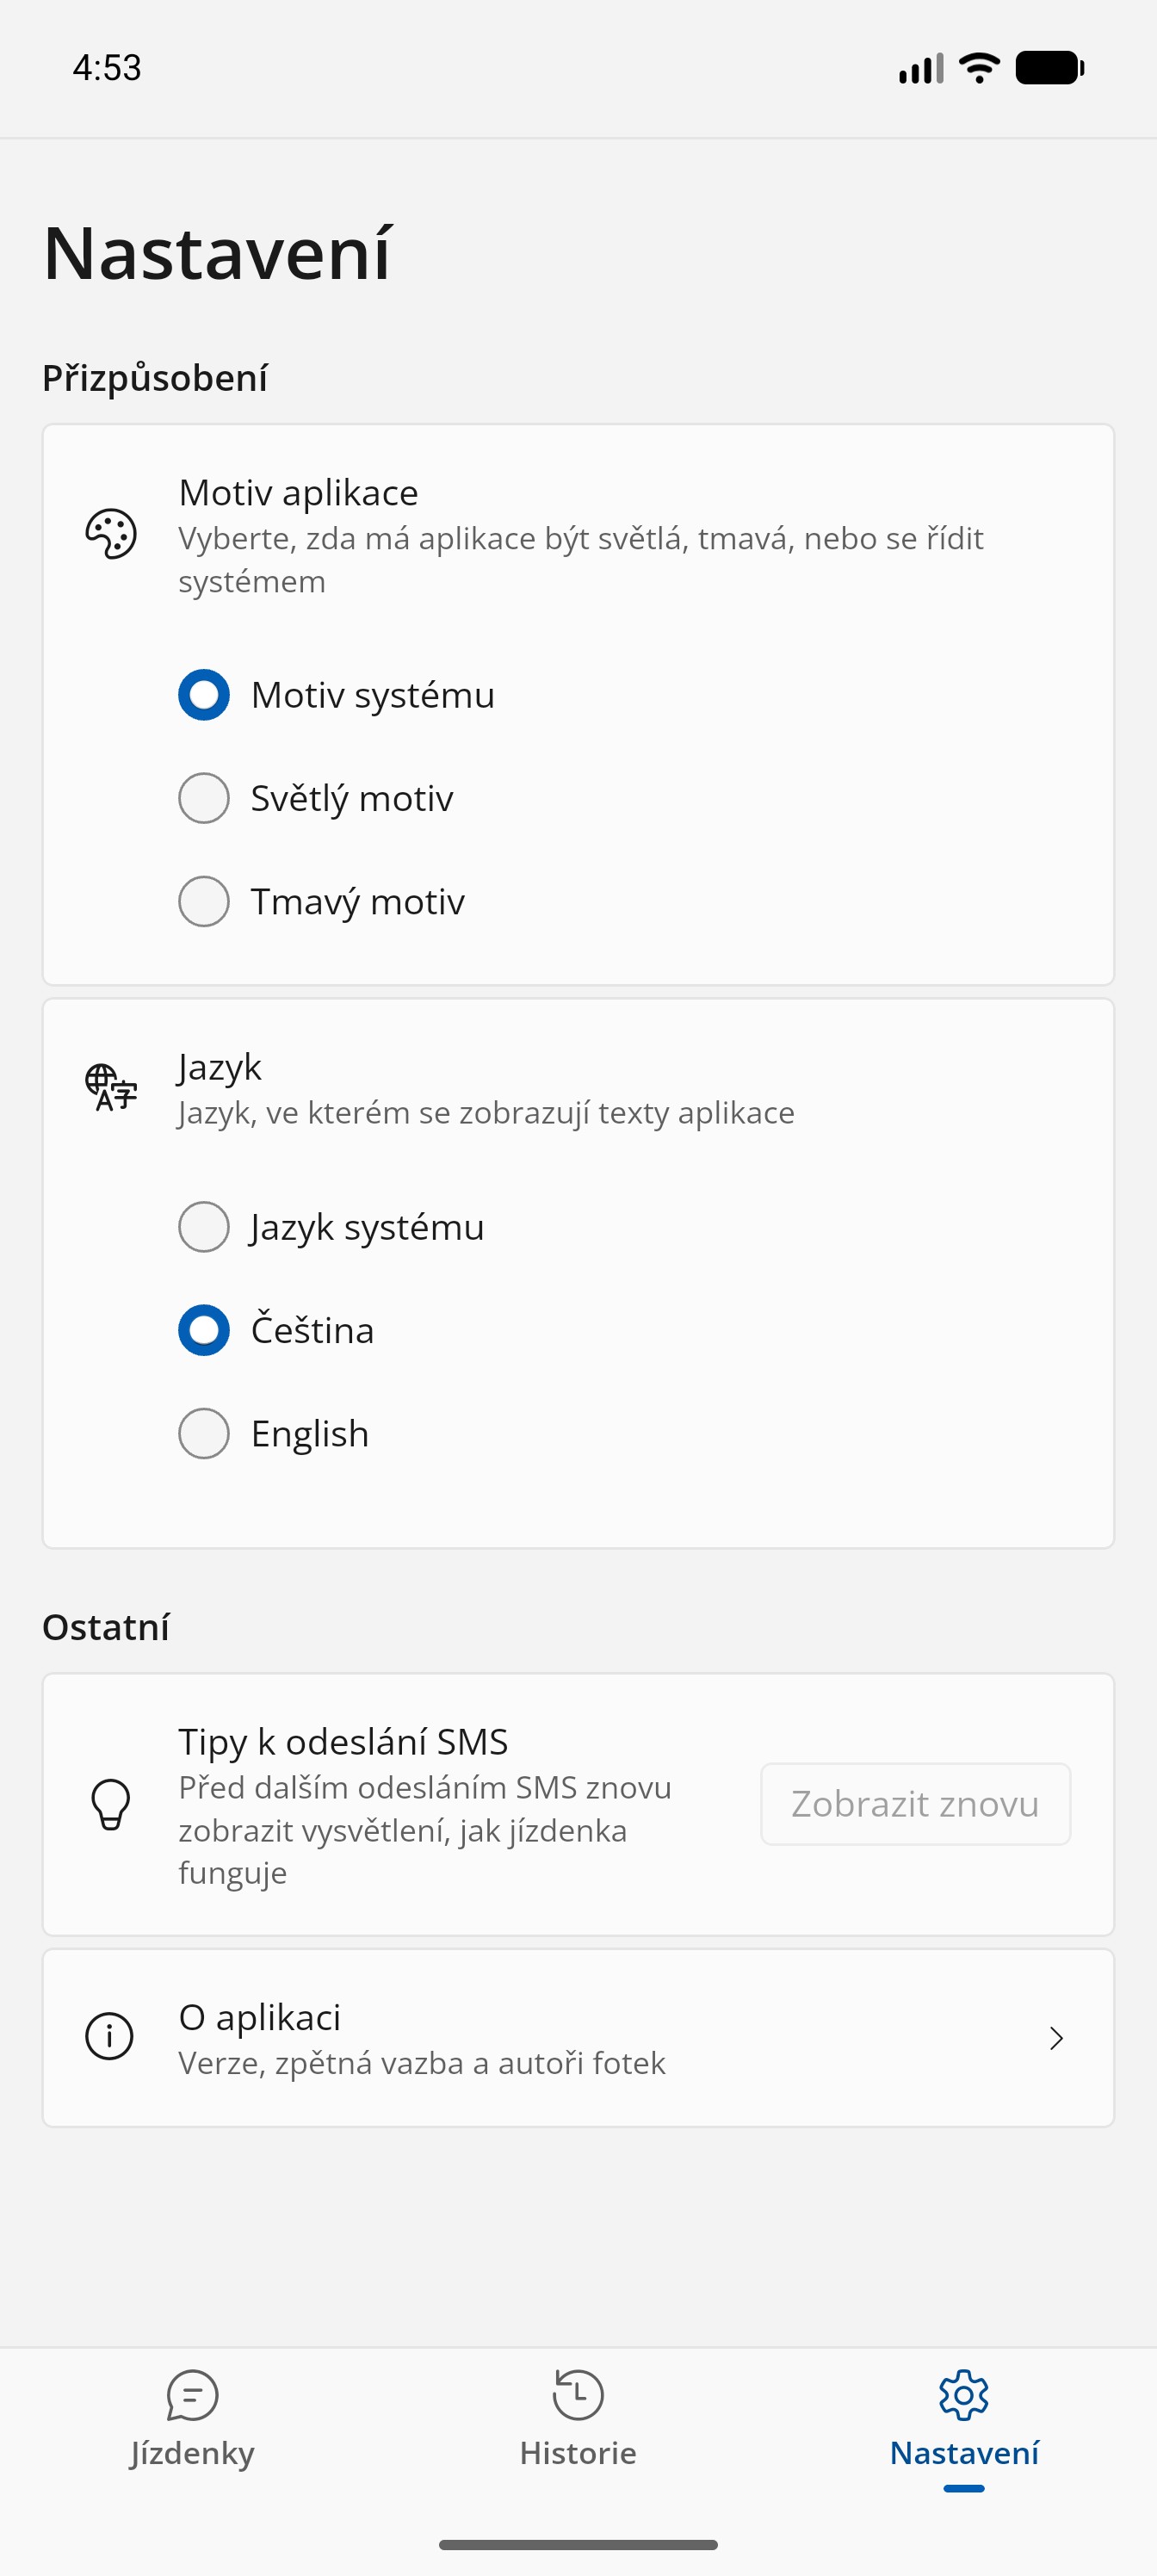 4:53
Nastavení
Přizpůsobení
Motiv aplikace
Vyberte, zda má aplikace být světlá, tmavá, nebo se řídit
systémem
Motiv systému
Světlý motiv
Tmavý motiv
Jazyk
Jazyk, ve kterém se zobrazují texty aplikace
Jazyk systému
Čeština
English
Ostatní
Tipy k odeslání SMS
Před dalším odesláním SMS znovu
zobrazit vysvětlení, jak jízdenka
funguje
Zobrazit znovu
O aplikaci
Verze, zpětná vazba a autoři fotek
Jízdenky
Historie
Nastavení